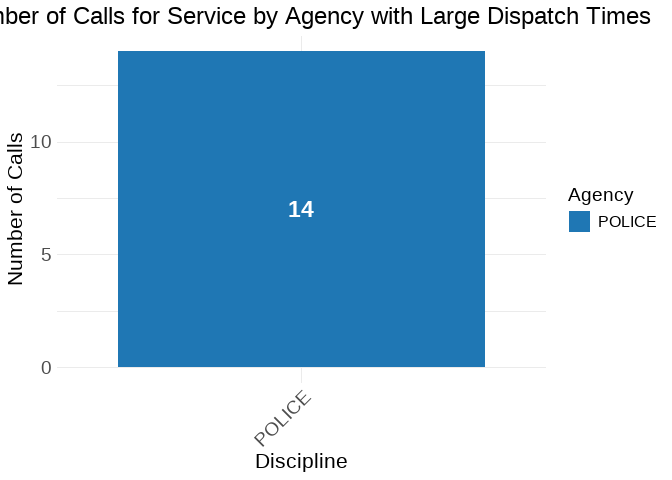 ber of Calls for Service by Agency with Large Dispatch Times
Number of Calls
10
5
0
14
Agency
POLICE
POLICE
Discipline